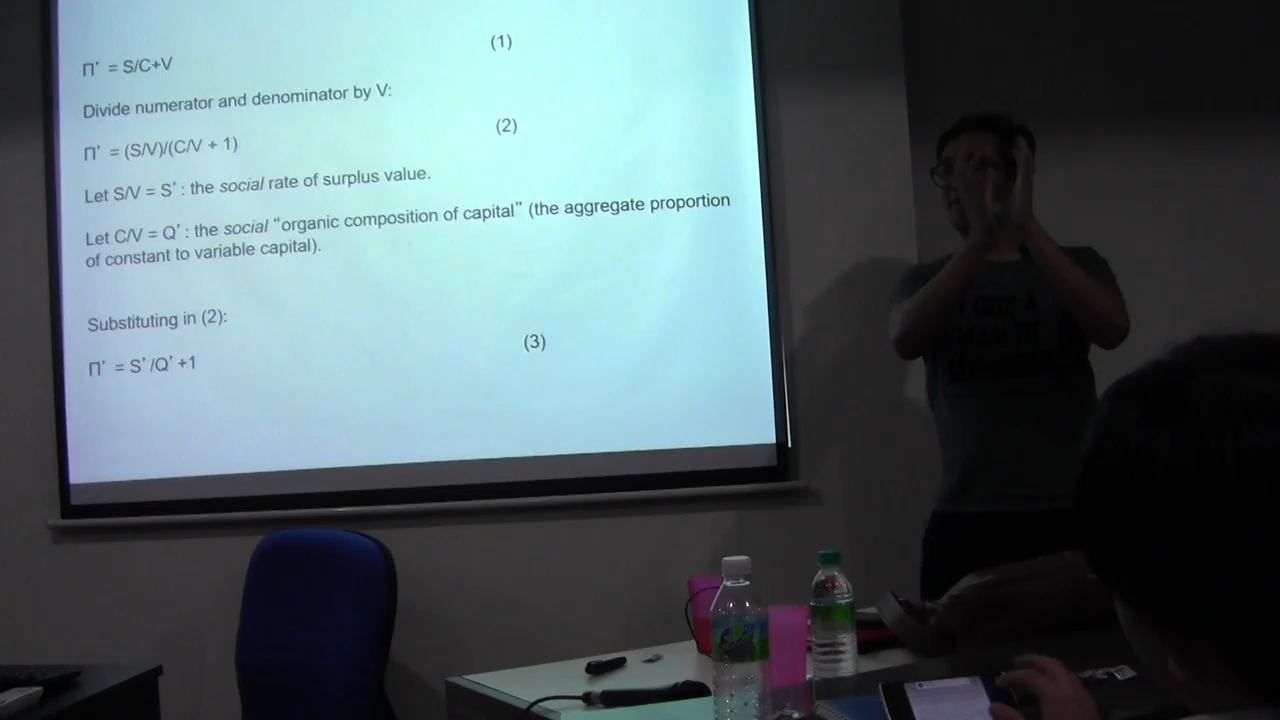 Π' = S/C+V (1)
Divide numerator and denominator by V:
Π' = (S/V)/(C/V + 1) (2)
Let S/V = S' : the social rate of surplus value.
Let C/V = Q' : the social “organic composition of capital” (the aggregate proportion
of constant to variable capital).
Substituting in (2):
Π' = S' /Q' +1 (3)